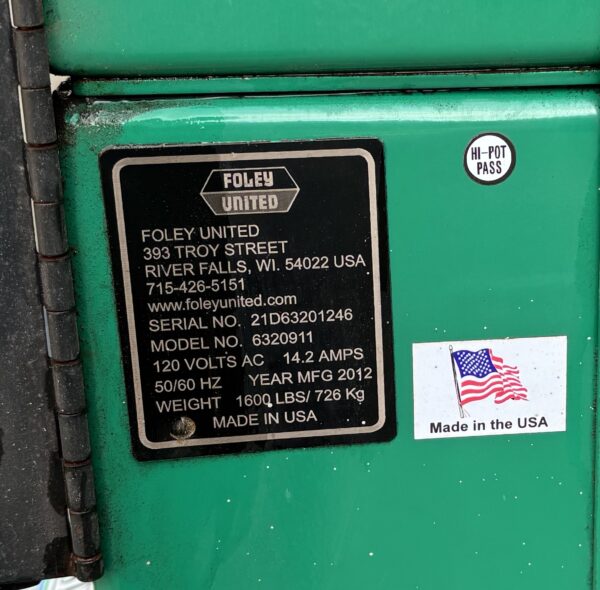 FOLEY
UNITED
FOLEY UNITED
393 TROY STREET
RIVER FALLS, WI. 54022 USA
715-426-5151
www.foleyunited.com
SERIAL NO. 21D63201246
MODEL NO. 6320911
120 VOLTS AC 14.2 AMPS
50/60 HZ YEAR MFG 2012
WEIGHT 1600 LBS/ 726 Kg
MADE IN USA
HI-POT
PASS
Made in the USA